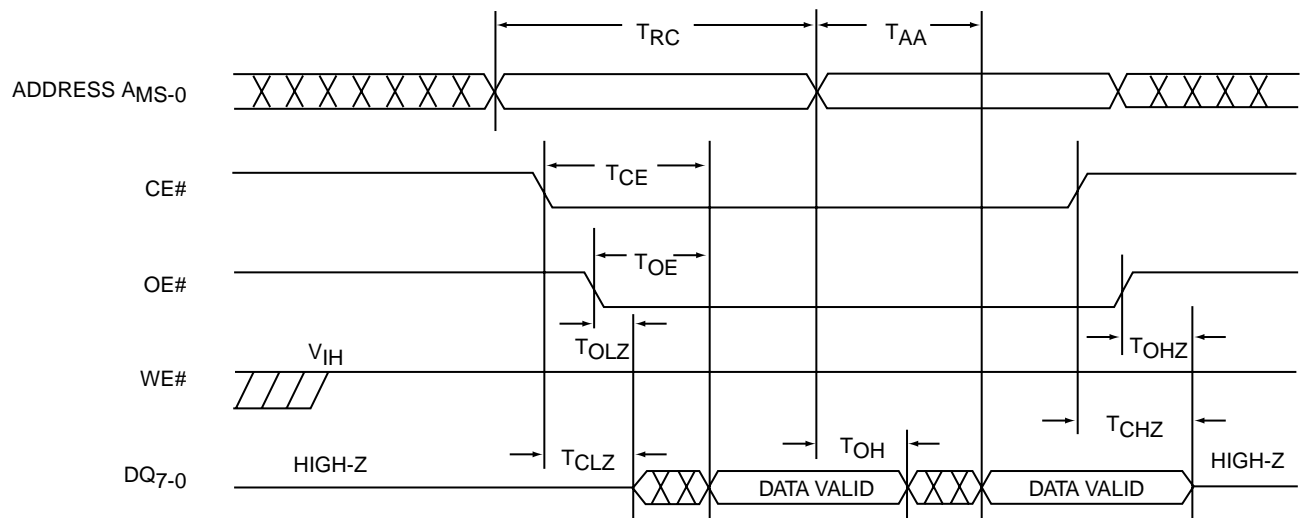 TRC
TAA
ADDRESS AMS-0
TCE
CE#
TOE
OE#
TOLZ
TOHZ
VIH
WE#
TCHZ
TOH
TCLZ
HIGH-Z
HIGH-Z
DQ7-0
DATA VALID
DATA VALID